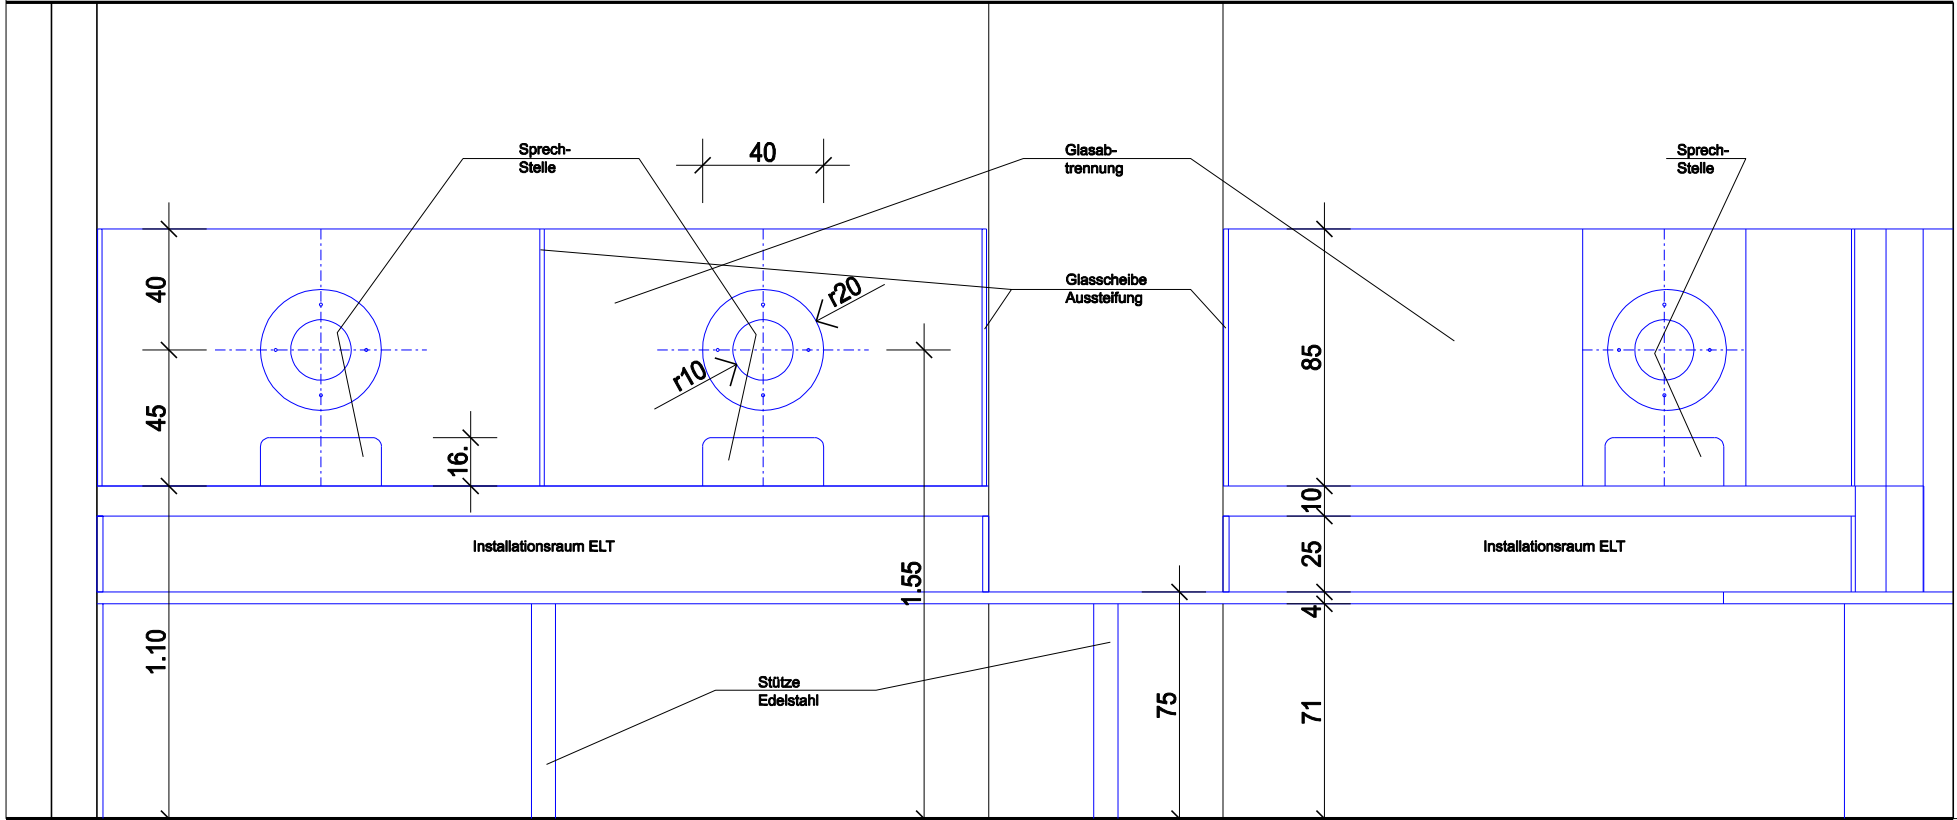 Sprech-
Stelle
40
Glasab-
trennung
Sprech-
Stelle
40
r20
Glasscheibe
Aussteifung
85
r10
45
16.
10
Installationsraum ELT
25
Installationsraum ELT
1.55
4
1.10
Stütze
Edelstahl
75
71